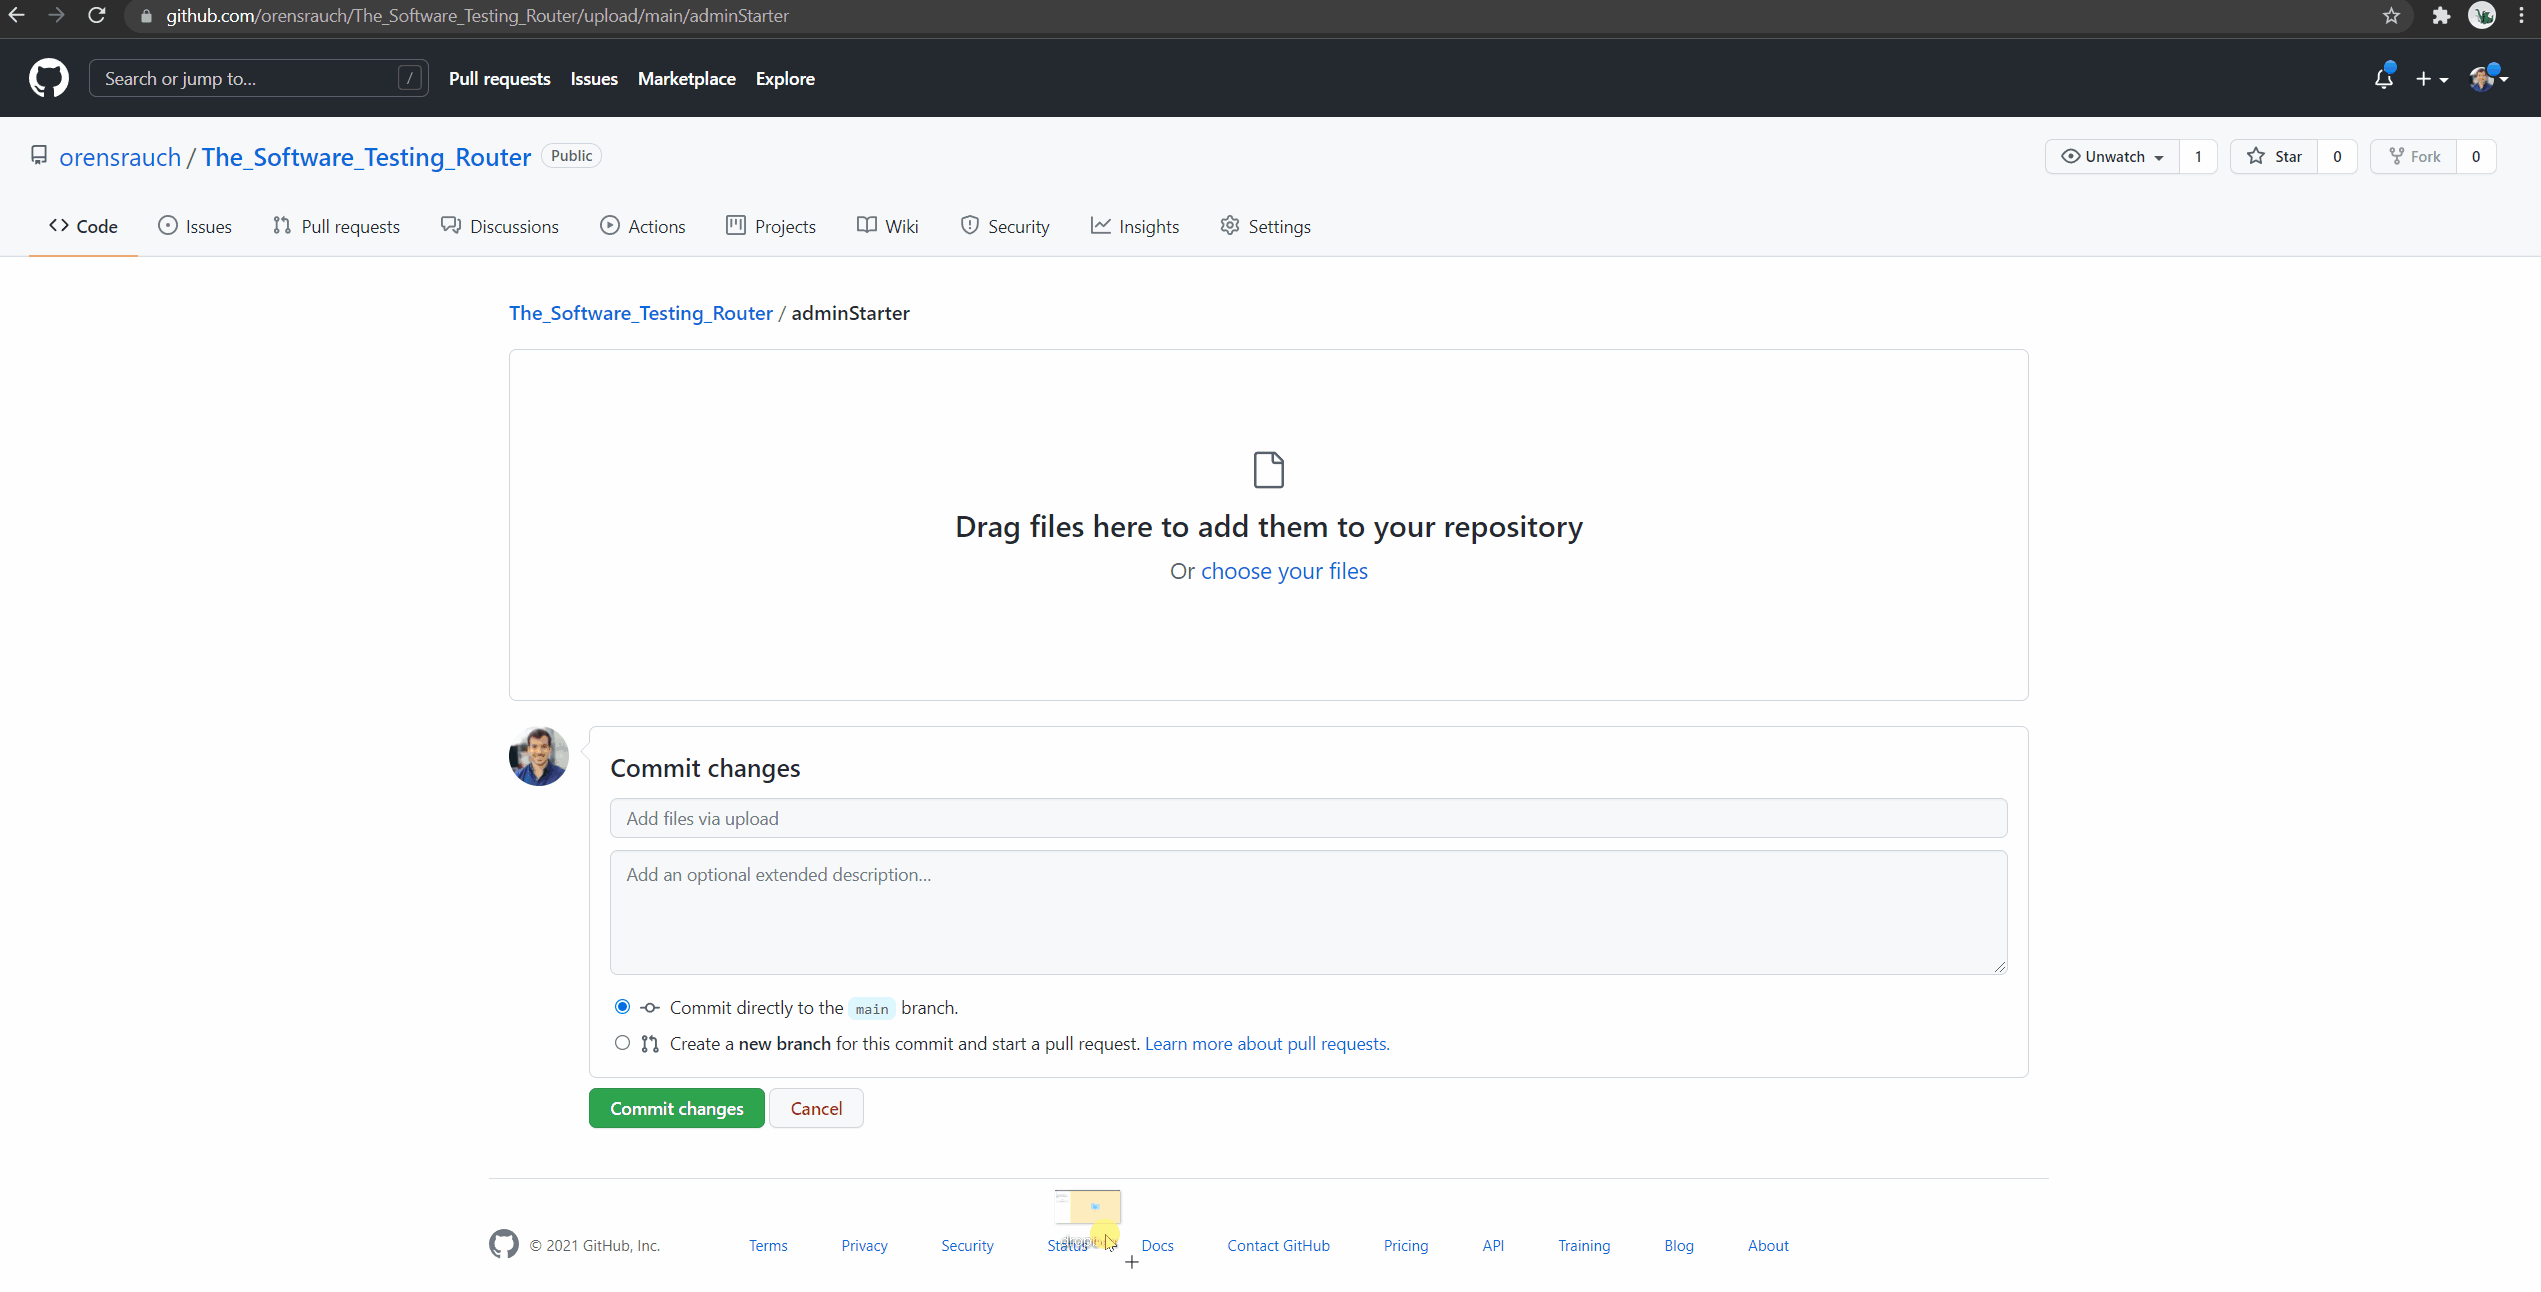 github.com/orensrauch/The_Software_Testing_Router/upload/main/adminStarter
Search or jump to... /
Pull requests Issues Marketplace Explore
orensrauch / The_Software_Testing_Router Public
Unwatch 1 Star 0 Fork 0
Code Issues Pull requests Discussions Actions Projects Wiki Security Insights Settings
The_Software_Testing_Router / adminStarter
Drag files here to add them to your repository
Or choose your files
Commit changes
Add files via upload
Add an optional extended description...
Commit directly to the main branch.
Create a new branch for this commit and start a pull request. Learn more about pull requests.
Commit changes Cancel
© 2021 GitHub, Inc. Terms Privacy Security Status Docs Contact GitHub Pricing API Training Blog About